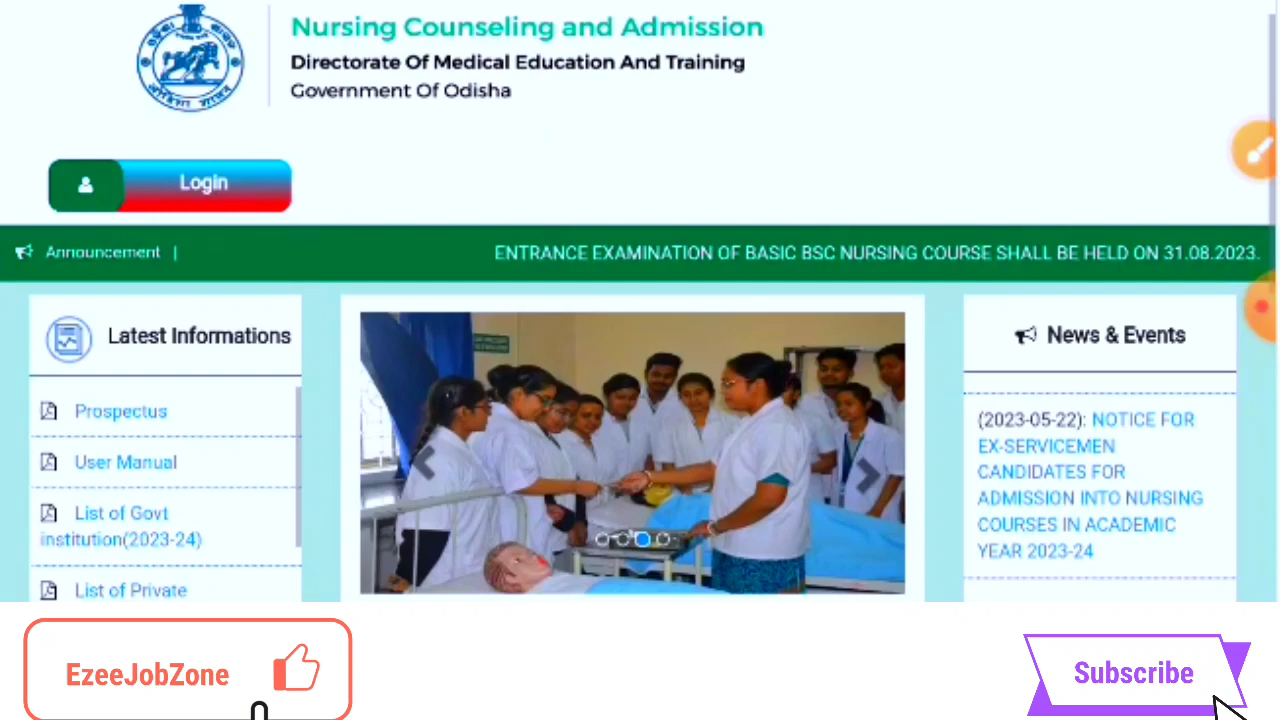 Nursing Counseling and Admission
Directorate Of Medical Education And Training
Government Of Odisha
Login
Announcement |
ENTRANCE EXAMINATION OF BASIC BSC NURSING COURSE SHALL BE HELD ON 31.08.2023.
Latest Informations
Prospectus
User Manual
List of Govt
institution(2023-24)
List of Private
News & Events
(2023-05-22): NOTICE FOR
EX-SERVICEMEN
CANDIDATES FOR
ADMISSION INTO NURSING
COURSES IN ACADEMIC
YEAR 2023-24
EzeeJobZone
Subscribe